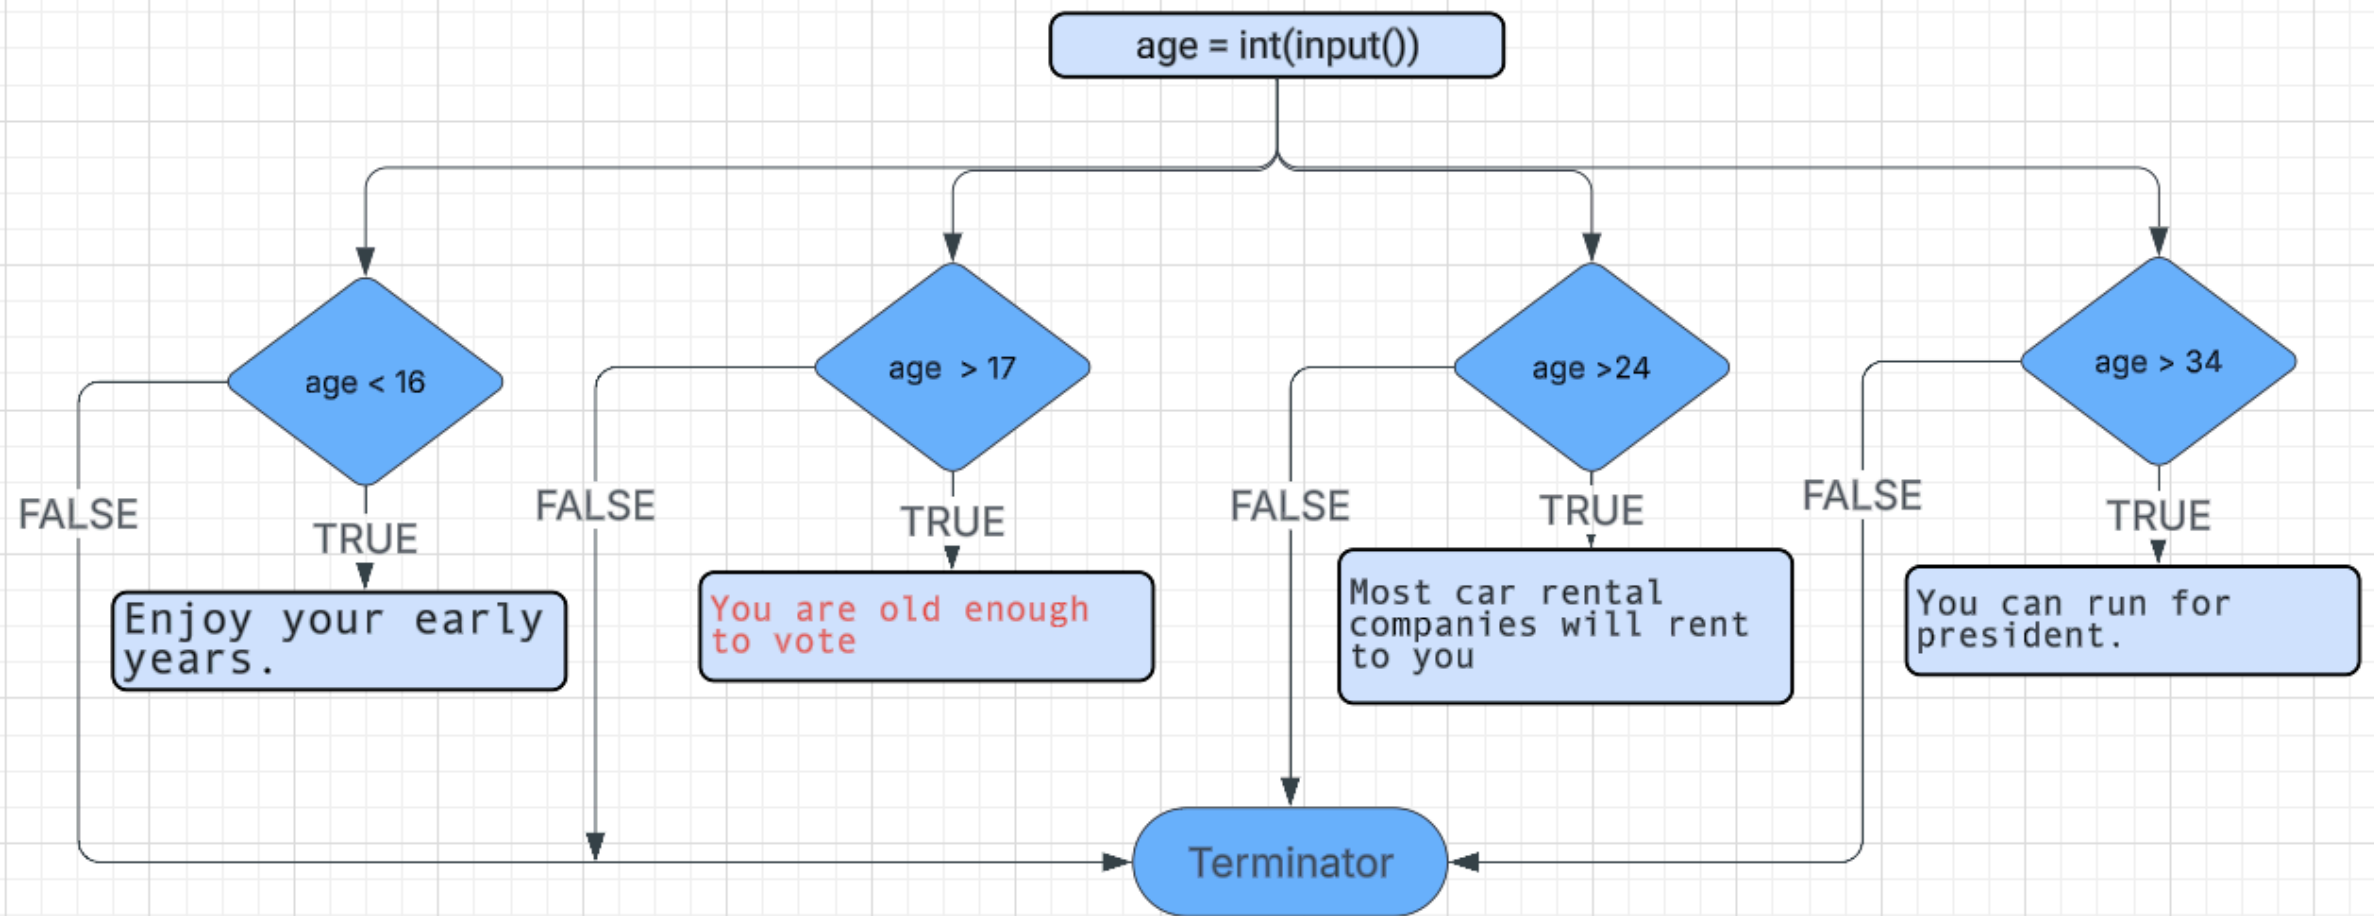 age = int(input())
age < 16
age  > 17
age >24
age > 34
FALSE
TRUE
FALSE
TRUE
FALSE
TRUE
FALSE
TRUE
Enjoy your early
years.
You are old enough
to vote
Most car rental
companies will rent
to you
You can run for
president.
Terminator